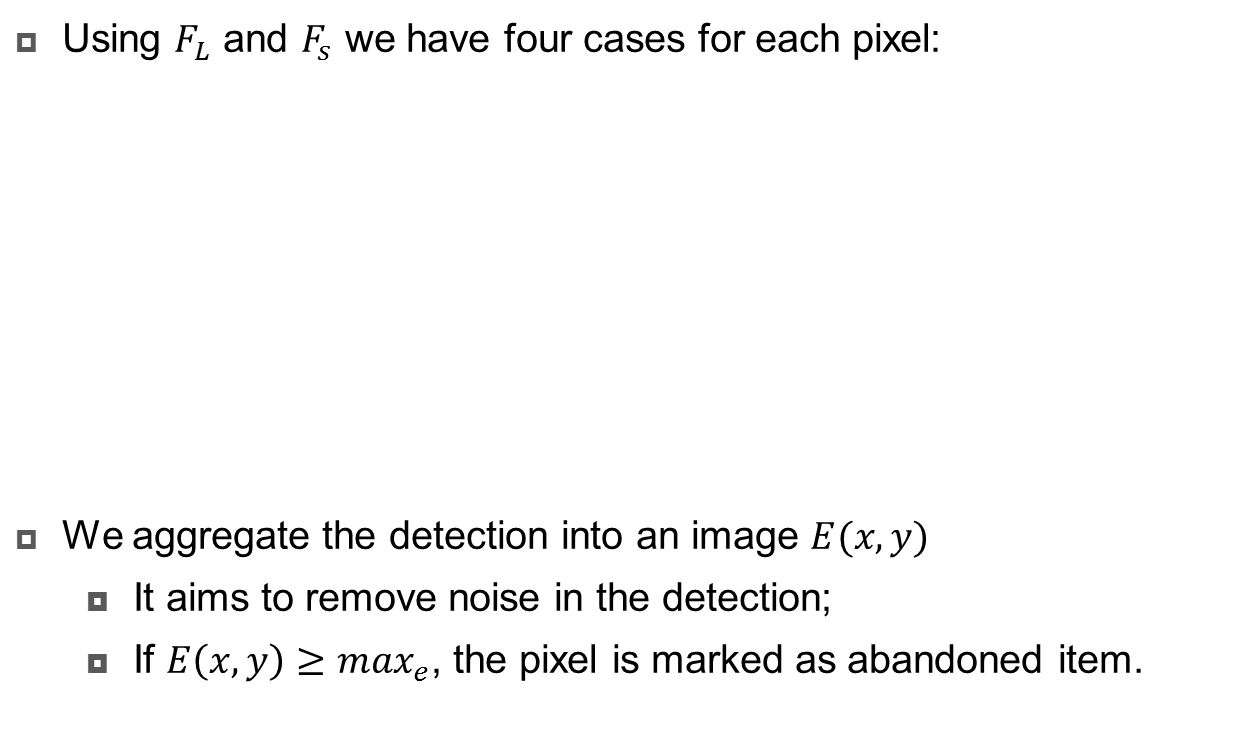 Using F_L and F_s we have four cases for each pixel:
We aggregate the detection into an image E(x, y)
It aims to remove noise in the detection;
If E(x, y) ≥ max_e, the pixel is marked as abandoned item.